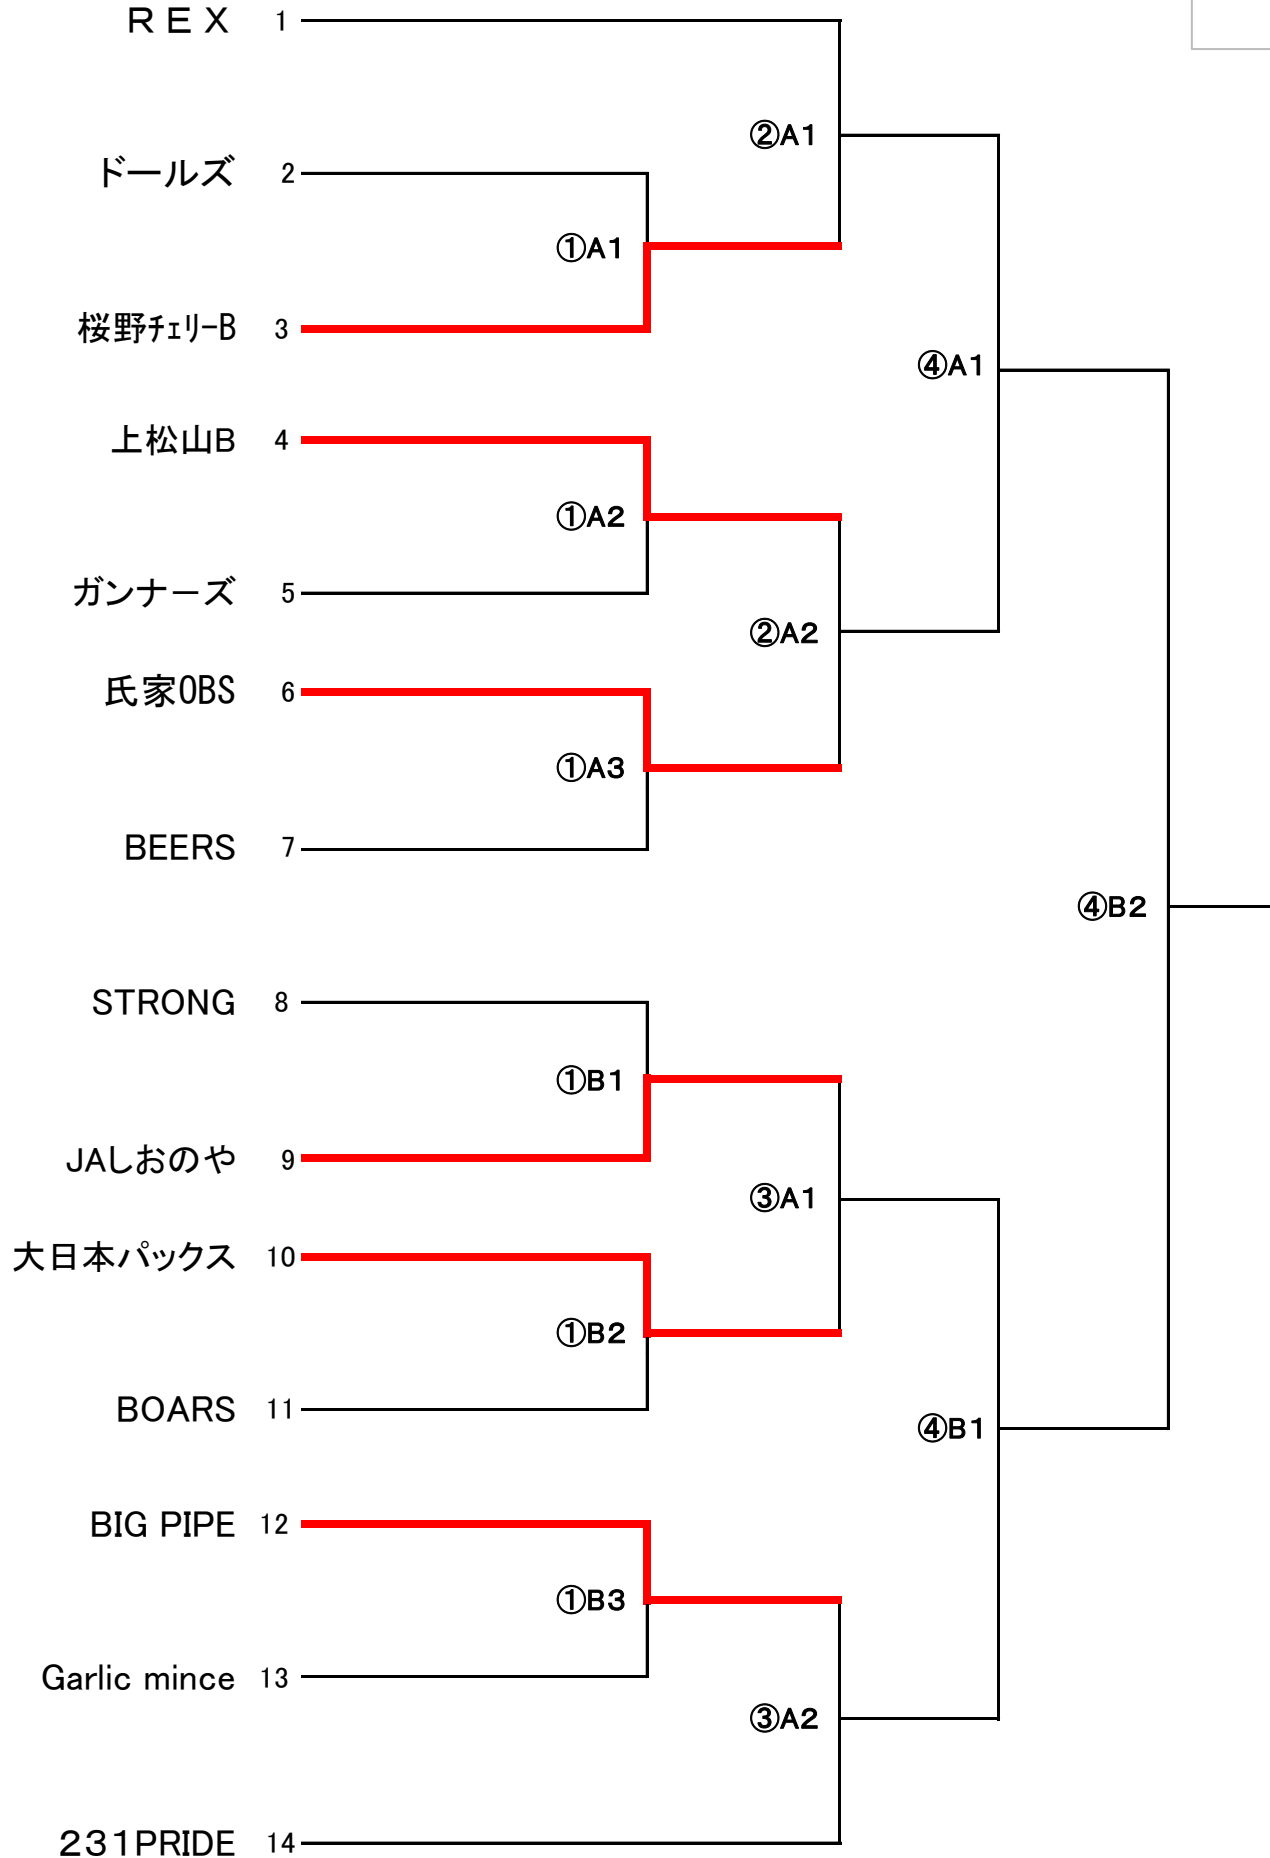 ＲＥＸ 1
②A1
ドールズ 2
①A1
桜野ﾁｪﾘｰB 3
④A1
上松山B 4
①A2
ガンナーズ 5
②A2
氏家OBS 6
①A3
BEERS 7
④B2
STRONG 8
①B1
JAしおのや 9
③A1
大日本パックス 10
①B2
BOARS 11
④B1
BIG PIPE 12
①B3
Garlic mince 13
③A2
２３１PRIDE 14